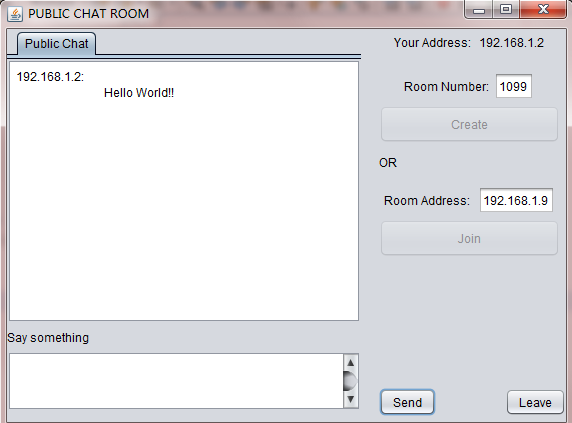 PUBLIC CHAT ROOM
Public Chat
192.168.1.2:
Hello World!!
Say something
Your Address: 192.168.1.2
Room Number: 1099
Create
OR
Room Address: 192.168.1.9
Join
Send
Leave